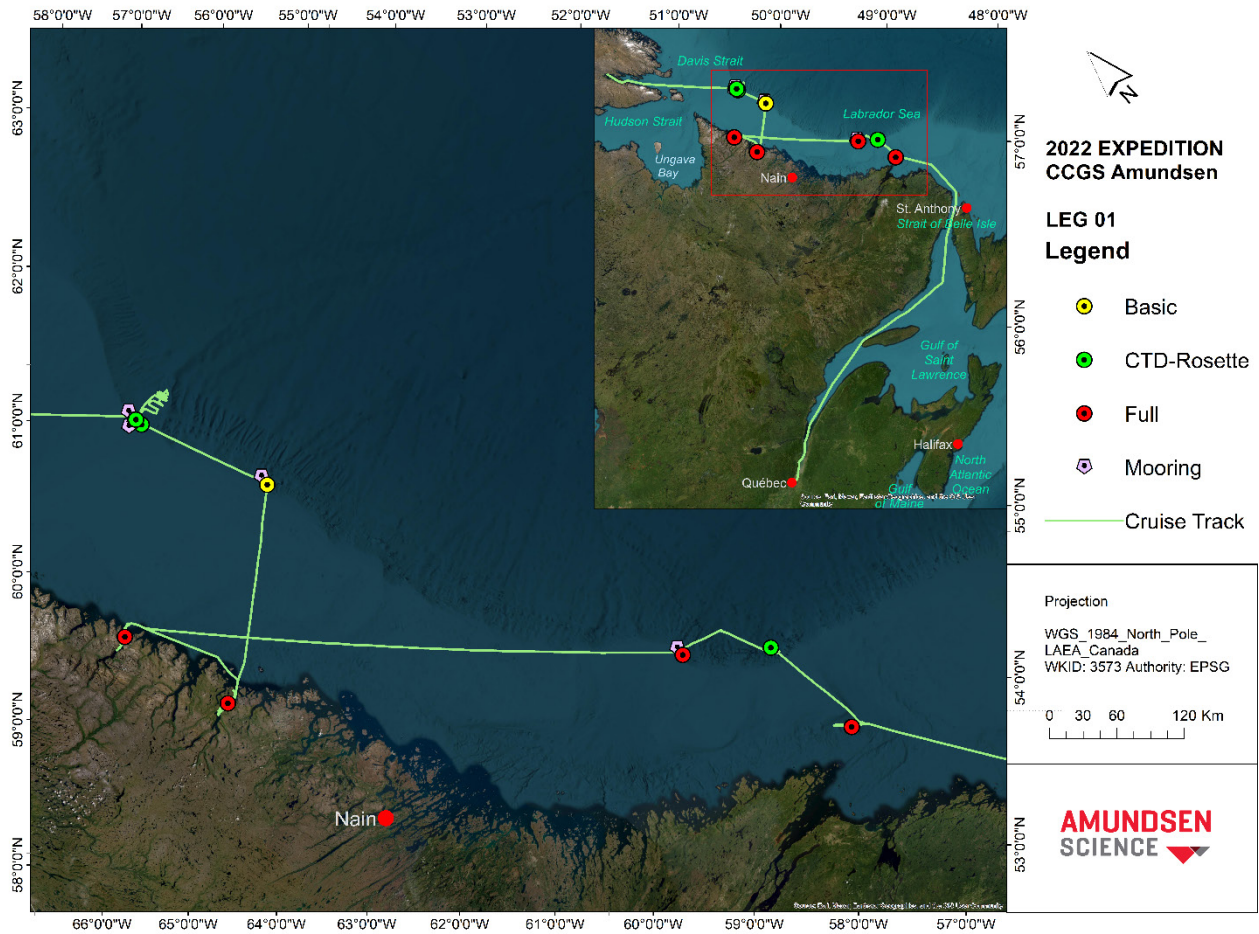 58°0'0"W 57°0'0"W 56°0'0"W 55°0'0"W 54°0'0"W 53°0'0"W 52°0'0"W 51°0'0"W 50°0'0"W 49°0'0"W 48°0'0"W
63°0'0"N
62°0'0"N
61°0'0"N
60°0'0"N
59°0'0"N
58°0'0"N
57°0'0"N
56°0'0"N
55°0'0"N
54°0'0"N
53°0'0"N
66°0'0"W 65°0'0"W 64°0'0"W 63°0'0"W 62°0'0"W 61°0'0"W 60°0'0"W 59°0'0"W 58°0'0"W 57°0'0"W
Nain
Davis Strait
Hudson Strait
Labrador Sea
Ungava
Bay
Nain
St. Anthony
Strait of Belle Isle
Gulf of
Saint
Lawrence
Halifax
North
Atlantic
Ocean
Québec
Gulf
of Maine
N
2022 EXPEDITION
CCGS Amundsen
LEG 01
Legend
Basic
CTD-Rosette
Full
Mooring
Cruise Track
Projection
WGS_1984_North_Pole_
LAEA_Canada
WKID: 3573 Authority: EPSG
0 30 60 120 Km
AMUNDSEN
SCIENCE